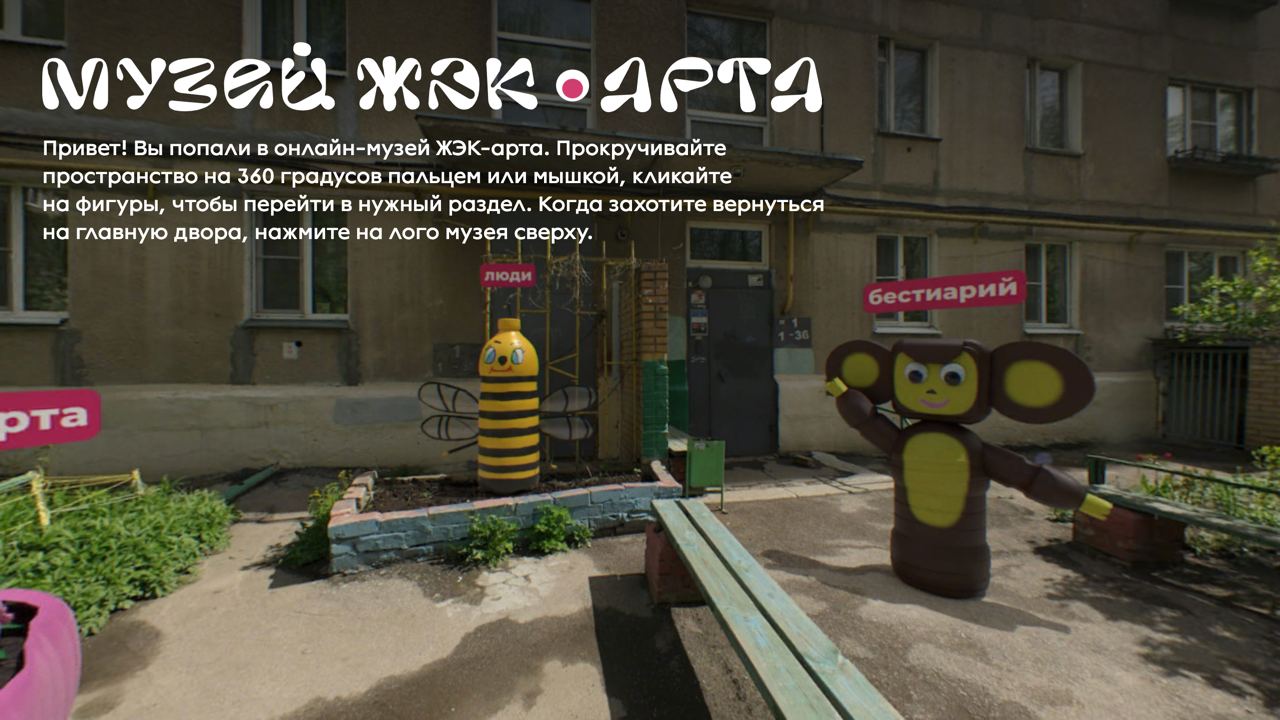 МУЗЕЙ ЖЭК • АРТА
Привет! Вы попали в онлайн-музей ЖЭК-арта. Прокручивайте
пространство на 360 градусов пальцем или мышкой, кликайте
на фигуры, чтобы перейти в нужный раздел. Когда захотите вернуться
на главную двора, нажмите на лого музея сверху.
люди
бестиарий
1
1-36
1
рта